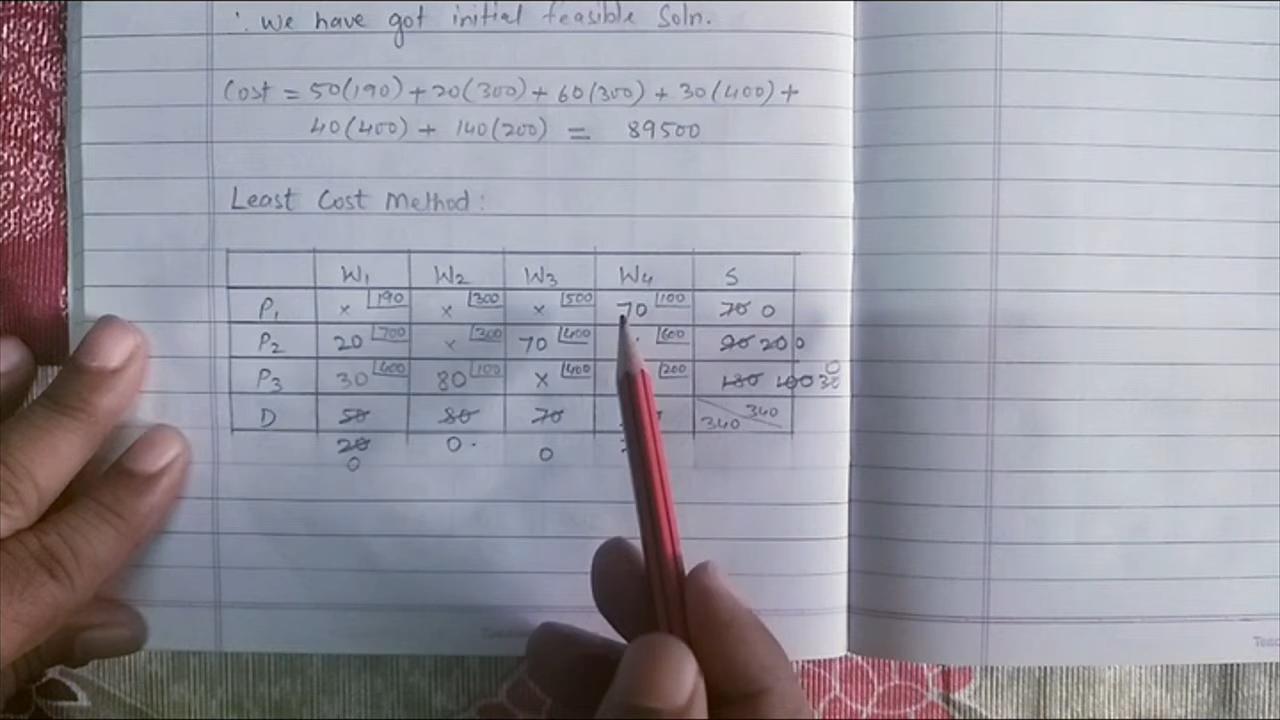 ∴ we have got initial feasible Soln.
Cost = 50(190) + 20(300) + 60(300) + 30(400) +
40(400) + 140(200) = 89500
Least Cost Method:
W1 W2 W3 W4 S
P1 × 190 × 300 × 500 70 100 70 0
P2 20 700 × 300 70 400 600 90 20 0
P3 30 400 80 100 × 400 200 180 100 30 0
D 50 80 70 340 340
20 0
0 0